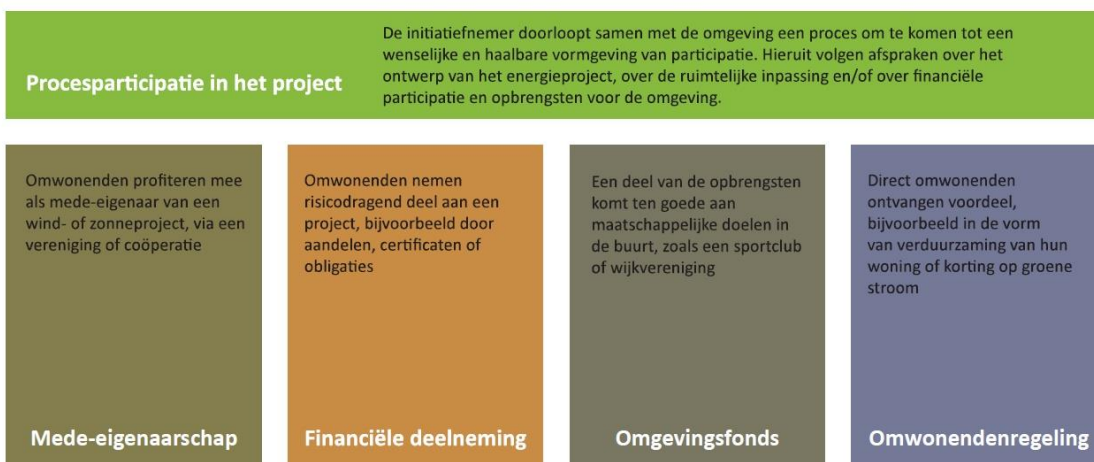 Procesparticipatie in het project
De initiatiefnemer doorloopt samen met de omgeving een proces om te komen tot een
wenselijke en haalbare vormgeving van participatie. Hieruit volgen afspraken over het
ontwerp van het energieproject, over de ruimtelijke inpassing en/of over financiële
participatie en opbrengsten voor de omgeving.
Omwonenden profiteren mee
als mede-eigenaar van een
wind- of zonneproject, via een
vereniging of coöperatie
Mede-eigenaarschap
Omwonenden nemen
risicodragend deel aan een
project, bijvoorbeeld door
aandelen, certificaten of
obligaties
Financiële deelneming
Een deel van de opbrengsten
komt ten goede aan
maatschappelijke doelen in
de buurt, zoals een sportclub
of wijkvereniging
Omgevingsfonds
Direct omwonenden
ontvangen voordeel,
bijvoorbeeld in de vorm
van verduurzaming van hun
woning of korting op groene
stroom
Omwonendenregeling